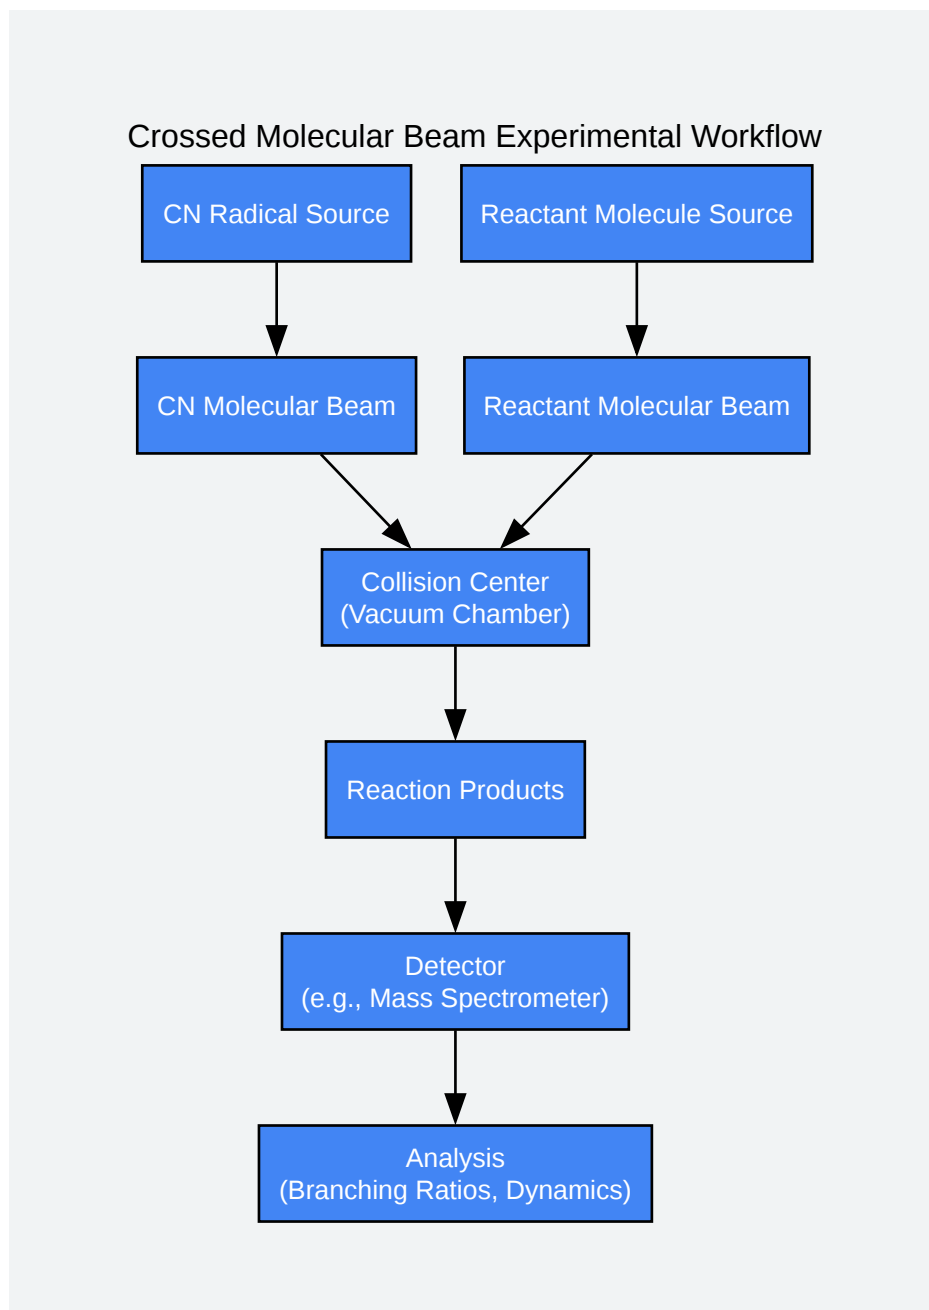 Crossed Molecular Beam Experimental Workflow
CN Radical Source
Reactant Molecule Source
CN Molecular Beam
Reactant Molecular Beam
Collision Center
(Vacuum Chamber)
Reaction Products
Detector
(e.g., Mass Spectrometer)
Analysis
(Branching Ratios, Dynamics)